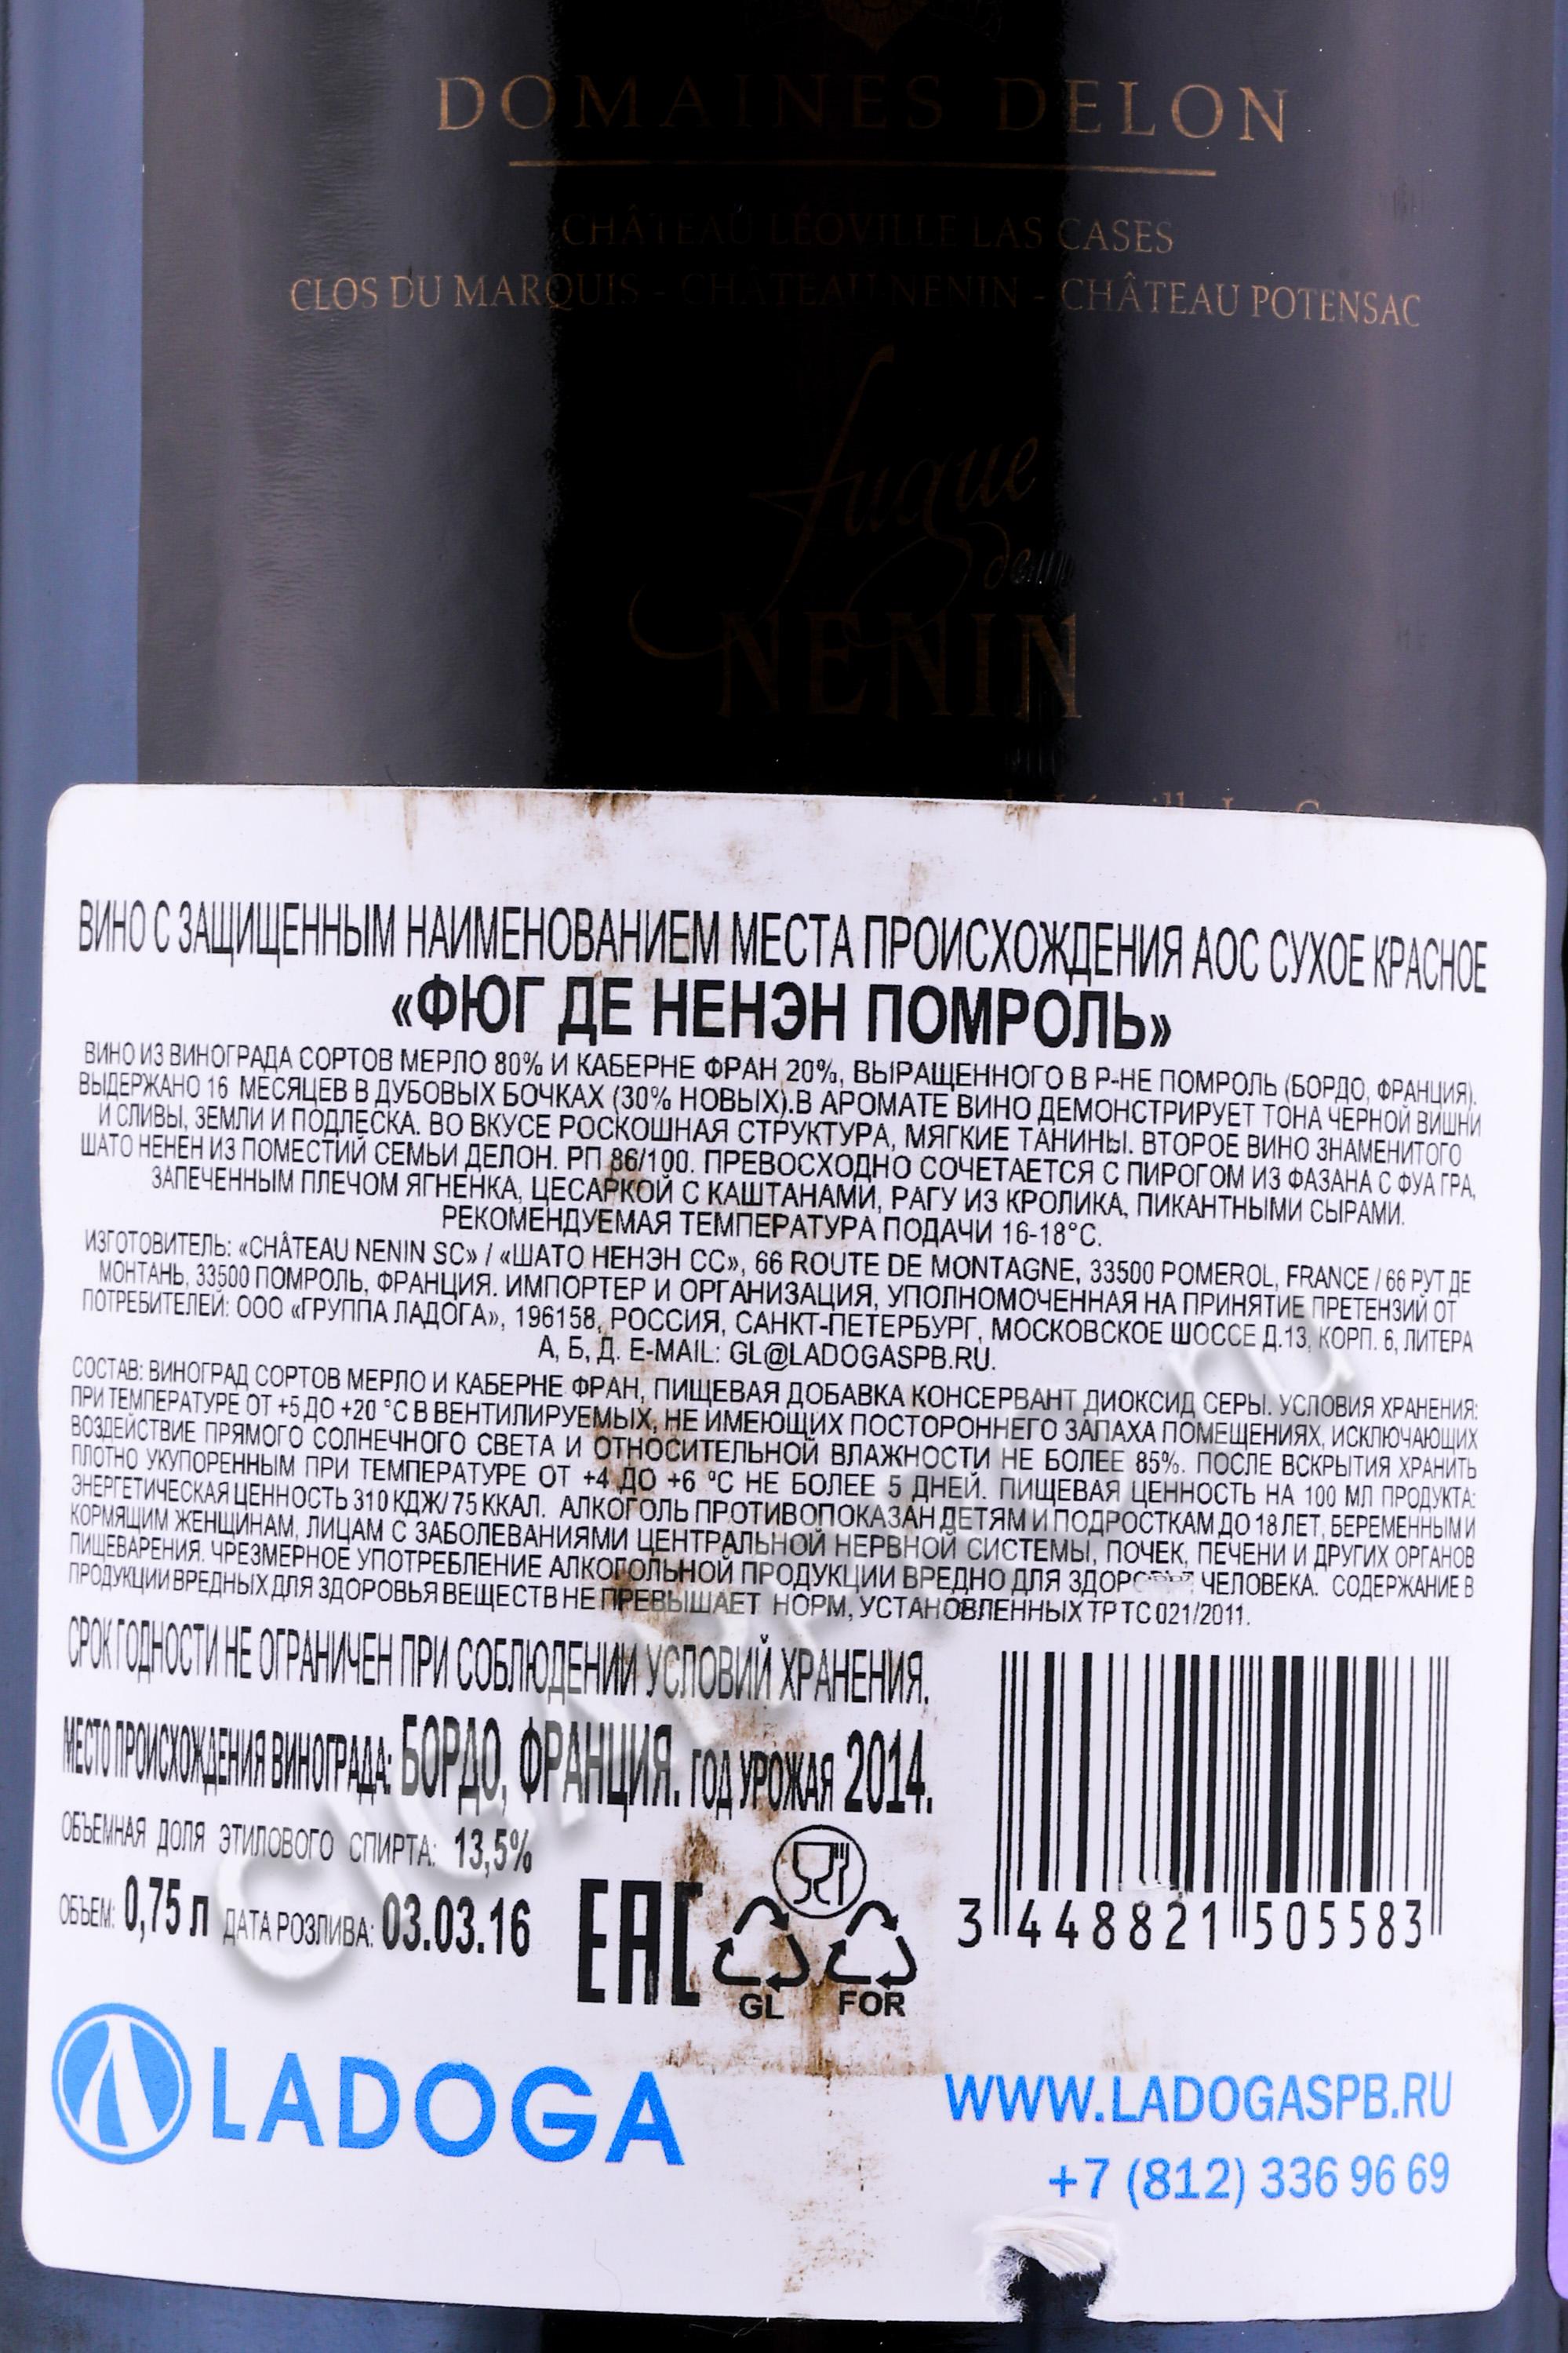 DOMAINES DELON
CHÂTEAU LÉOVILLE LAS CASES
CLOS DU MARQUIS - CHÂTEAU NENIN - CHÂTEAU POTENSAC
fugue
de
NENIN
ВИНО С ЗАЩИЩЕННЫМ НАИМЕНОВАНИЕМ МЕСТА ПРОИСХОЖДЕНИЯ АОС СУХОЕ КРАСНОЕ
«ФЮГ ДЕ НЕНЭН ПОМРОЛЬ»
ВИНО ИЗ ВИНОГРАДА СОРТОВ МЕРЛО 80% И КАБЕРНЕ ФРАН 20%, ВЫРАЩЕННОГО В Р-НЕ ПОМРОЛЬ (БОРДО, ФРАНЦИЯ).
ВЫДЕРЖАНО 16 МЕСЯЦЕВ В ДУБОВЫХ БОЧКАХ (30% НОВЫХ).В АРОМАТЕ ВИНО ДЕМОНСТРИРУЕТ ТОНА ЧЕРНОЙ ВИШНИ
И СЛИВЫ, ЗЕМЛИ И ПОДЛЕСКА. ВО ВКУСЕ РОСКОШНАЯ СТРУКТУРА, МЯГКИЕ ТАНИНЫ. ВТОРОЕ ВИНО ЗНАМЕНИТОГО
ШАТО НЕНЕН ИЗ ПОМЕСТИЙ СЕМЬИ ДЕЛОН. РП 86/100. ПРЕВОСХОДНО СОЧЕТАЕТСЯ С ПИРОГОМ ИЗ ФАЗАНА С ФУА ГРА,
ЗАПЕЧЕННЫМ ПЛЕЧОМ ЯГНЕНКА, ЦЕСАРКОЙ С КАШТАНАМИ, РАГУ ИЗ КРОЛИКА, ПИКАНТНЫМИ СЫРАМИ.
РЕКОМЕНДУЕМАЯ ТЕМПЕРАТУРА ПОДАЧИ 16-18°С.
ИЗГОТОВИТЕЛЬ: «CHÂTEAU NENIN SC» / «ШАТО НЕНЭН СС», 66 ROUTE DE MONTAGNE, 33500 POMEROL, FRANCE / 66 РУТ ДЕ
МОНТАНЬ, 33500 ПОМРОЛЬ, ФРАНЦИЯ. ИМПОРТЕР И ОРГАНИЗАЦИЯ, УПОЛНОМОЧЕННАЯ НА ПРИНЯТИЕ ПРЕТЕНЗИЙ ОТ
ПОТРЕБИТЕЛЕЙ: ООО «ГРУППА ЛАДОГА», 196158, РОССИЯ, САНКТ-ПЕТЕРБУРГ, МОСКОВСКОЕ ШОССЕ Д.13, КОРП. 6, ЛИТЕРА
А, Б, Д. E-MAIL: GL@LADOGASPB.RU.
СОСТАВ: ВИНОГРАД СОРТОВ МЕРЛО И КАБЕРНЕ ФРАН, ПИЩЕВАЯ ДОБАВКА КОНСЕРВАНТ ДИОКСИД СЕРЫ. УСЛОВИЯ ХРАНЕНИЯ:
ПРИ ТЕМПЕРАТУРЕ ОТ +5 ДО +20 °С В ВЕНТИЛИРУЕМЫХ, НЕ ИМЕЮЩИХ ПОСТОРОННЕГО ЗАПАХА ПОМЕЩЕНИЯХ, ИСКЛЮЧАЮЩИХ
ВОЗДЕЙСТВИЕ ПРЯМОГО СОЛНЕЧНОГО СВЕТА И ОТНОСИТЕЛЬНОЙ ВЛАЖНОСТИ НЕ БОЛЕЕ 85%. ПОСЛЕ ВСКРЫТИЯ ХРАНИТЬ
ПЛОТНО УКУПОРЕННЫМ ПРИ ТЕМПЕРАТУРЕ ОТ +4 ДО +6 °С НЕ БОЛЕЕ 5 ДНЕЙ. ПИЩЕВАЯ ЦЕННОСТЬ НА 100 МЛ ПРОДУКТА:
ЭНЕРГЕТИЧЕСКАЯ ЦЕННОСТЬ 310 КДЖ/ 75 ККАЛ. АЛКОГОЛЬ ПРОТИВОПОКАЗАН ДЕТЯМ И ПОДРОСТКАМ ДО 18 ЛЕТ, БЕРЕМЕННЫМ И
КОРМЯЩИМ ЖЕНЩИНАМ, ЛИЦАМ С ЗАБОЛЕВАНИЯМИ ЦЕНТРАЛЬНОЙ НЕРВНОЙ СИСТЕМЫ, ПОЧЕК, ПЕЧЕНИ И ДРУГИХ ОРГАНОВ
ПИЩЕВАРЕНИЯ. ЧРЕЗМЕРНОЕ УПОТРЕБЛЕНИЕ АЛКОГОЛЬНОЙ ПРОДУКЦИИ ВРЕДНО ДЛЯ ЗДОРОВЬЯ ЧЕЛОВЕКА. СОДЕРЖАНИЕ В
ПРОДУКЦИИ ВРЕДНЫХ ДЛЯ ЗДОРОВЬЯ ВЕЩЕСТВ НЕ ПРЕВЫШАЕТ НОРМ, УСТАНОВЛЕННЫХ ТР ТС 021/2011.
СРОК ГОДНОСТИ НЕ ОГРАНИЧЕН ПРИ СОБЛЮДЕНИИ УСЛОВИЙ ХРАНЕНИЯ.
МЕСТО ПРОИСХОЖДЕНИЯ ВИНОГРАДА: БОРДО, ФРАНЦИЯ. ГОД УРОЖАЯ 2014.
ОБЪЕМНАЯ ДОЛЯ ЭТИЛОВОГО СПИРТА: 13,5%
ОБЪЕМ: 0,75 л ДАТА РОЗЛИВА: 03.03.16
EAC
GL
FOR
3 448821 505583
LADOGA
WWW.LADOGASPB.RU
+7 (812) 336 96 69